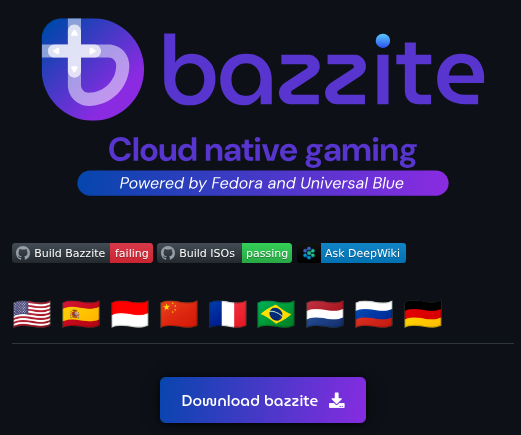 bazzite
Cloud native gaming
Powered by Fedora and Universal Blue
Build Bazzite failing Build ISOs passing Ask DeepWiki
Download bazzite